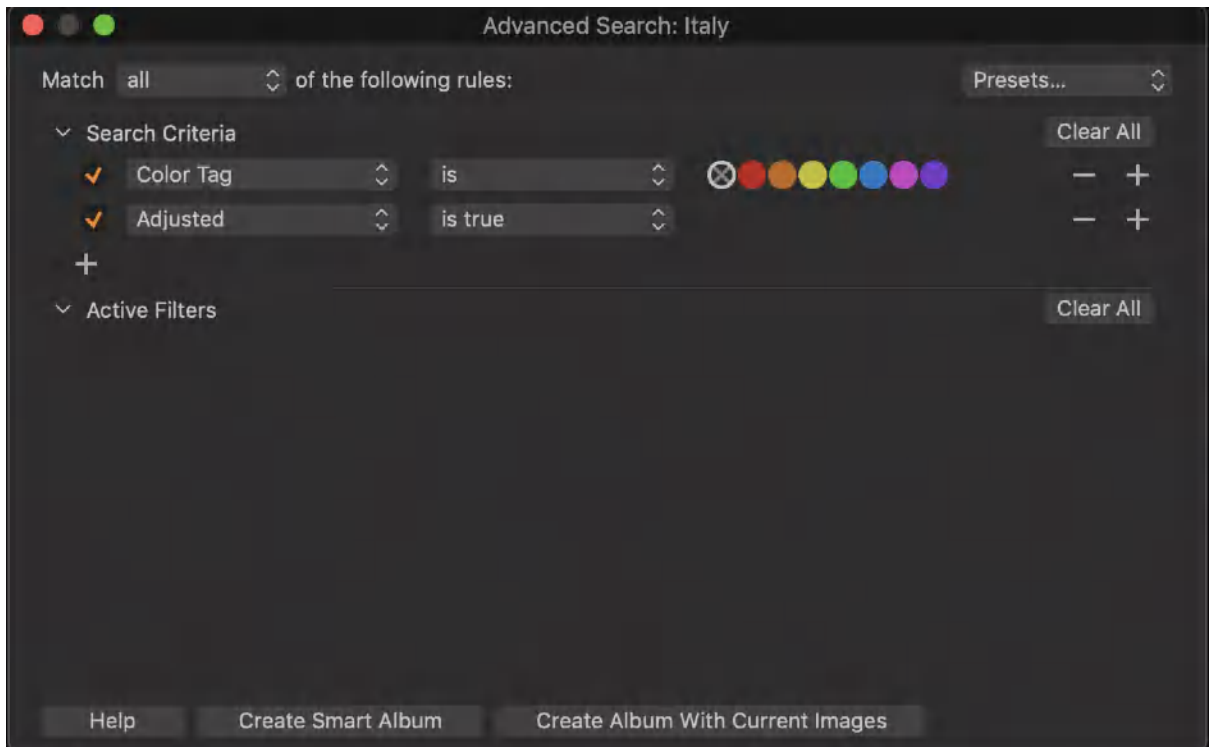 Advanced Search: Italy
Match all of the following rules: Presets...
Search Criteria Clear All
Color Tag is
Adjusted is true
Active Filters Clear All
Help Create Smart Album Create Album With Current Images